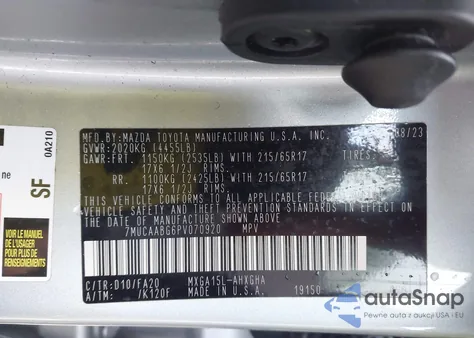 MFD. BY: MAZDA TOYOTA MANUFACTURING U.S.A. INC. 08/23
GVWR: 2020KG (4455LB)
GAWR: FRT. 1150KG (2535LB) WITH 215/65R17 TIRES
17X6 1/2J RIMS,
RR. 1100KG (2425LB) WITH 215/65R17
17X6 1/2J RIMS,
THIS VEHICLE CONFORMS TO ALL APPLICABLE FEDERAL
VEHICLE SAFETY AND
THEFT PREVENTION STANDARDS IN EFFECT ON
THE DATE OF MANUFACTURE SHOWN ABOVE.
7MUCAABG6PV070920 MPV
C/TR: D10/FA20 MXGA15L-AHXGHA
A/TM: /K120F MADE IN U.S.A. 19150
0A210
SF
ne
VOIR LE MANUEL
DE L'USAGER
POUR PLUS DE
RENSEIGNEMENTS
autoSnap
Pewne auta z aukcji USA i EU